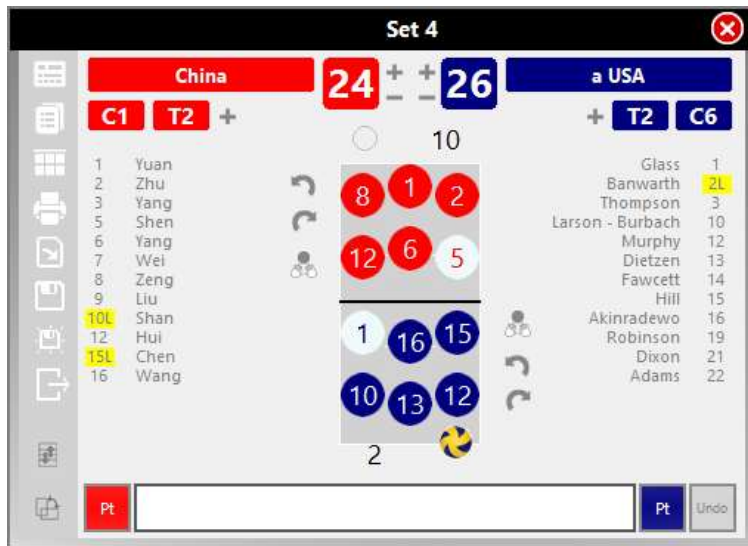 Set 4
China 24 26 a USA
C1 T2 + + T2 C6
10
1 Yuan
2 Zhu
3 Yang
5 Shen
6 Yang
7 Wei
8 Zeng
9 Liu
10L Shan
12 Hui
15L Chen
16 Wang
8 1 2
12 6 5
1 16 15
10 13 12
2
Glass 1
Banwarth 2L
Thompson 3
Larson - Burbach 10
Murphy 12
Dietzen 13
Fawcett 14
Hill 15
Akinradewo 16
Robinson 19
Dixon 21
Adams 22
Pt Pt Undo